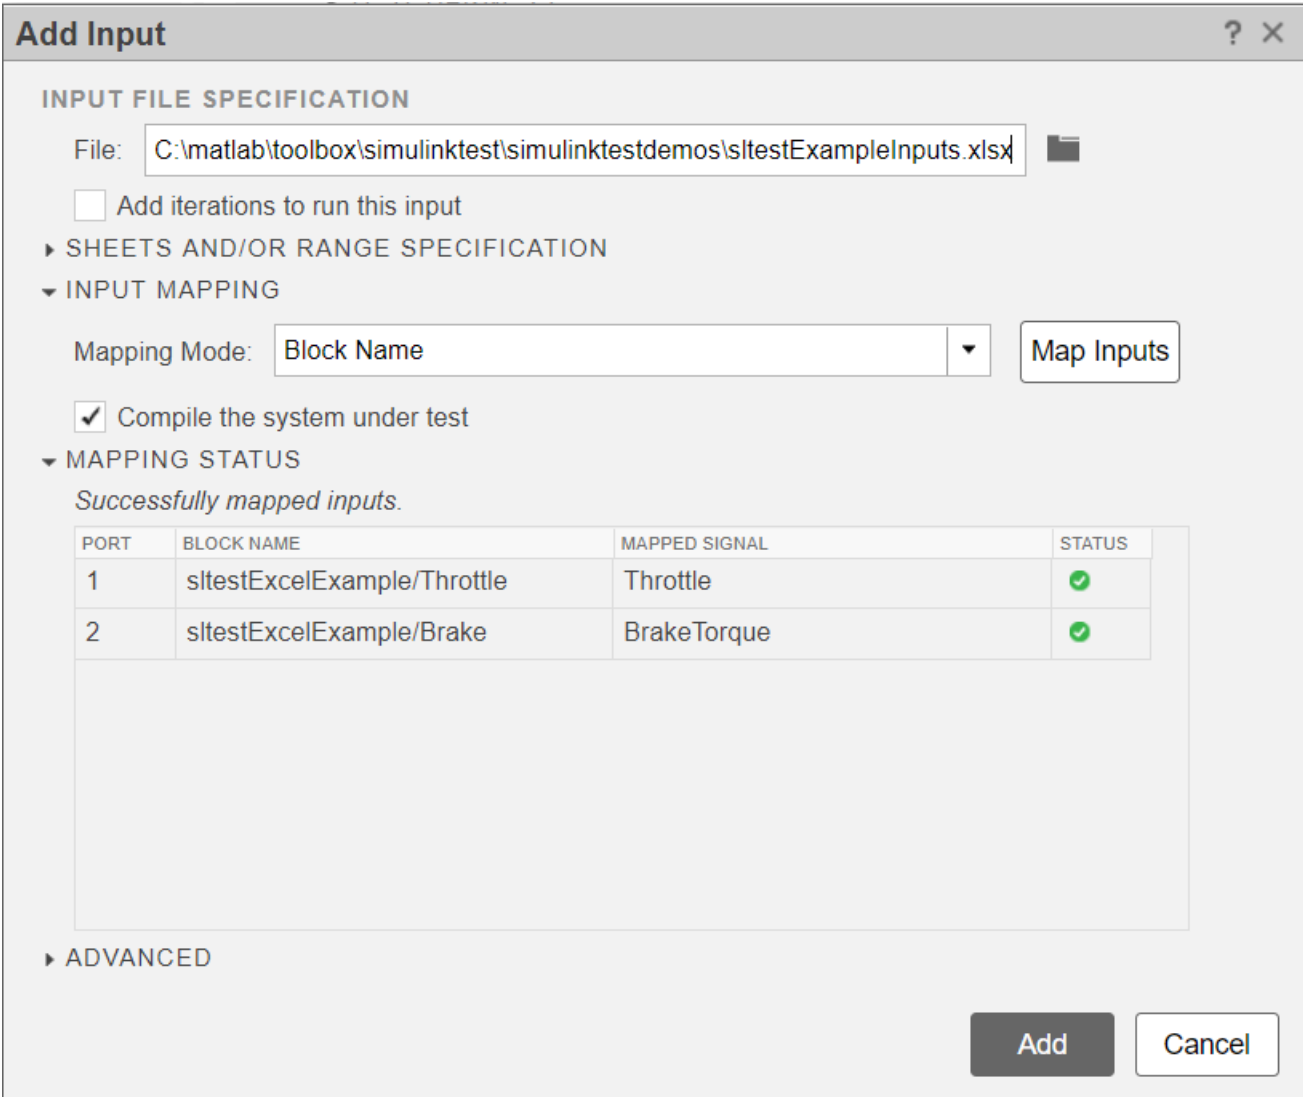 Add Input ?
INPUT FILE SPECIFICATION
File: C:\matlab\toolbox\simulinktest\simulinktestdemos\sltestExampleInputs.xlsx
Add iterations to run this input
SHEETS AND/OR RANGE SPECIFICATION
INPUT MAPPING
Mapping Mode: Block Name Map Inputs
Compile the system under test
MAPPING STATUS
Successfully mapped inputs.
PORT BLOCK NAME MAPPED SIGNAL STATUS
1 sltestExcelExample/Throttle Throttle
2 sltestExcelExample/Brake BrakeTorque
ADVANCED
Add Cancel